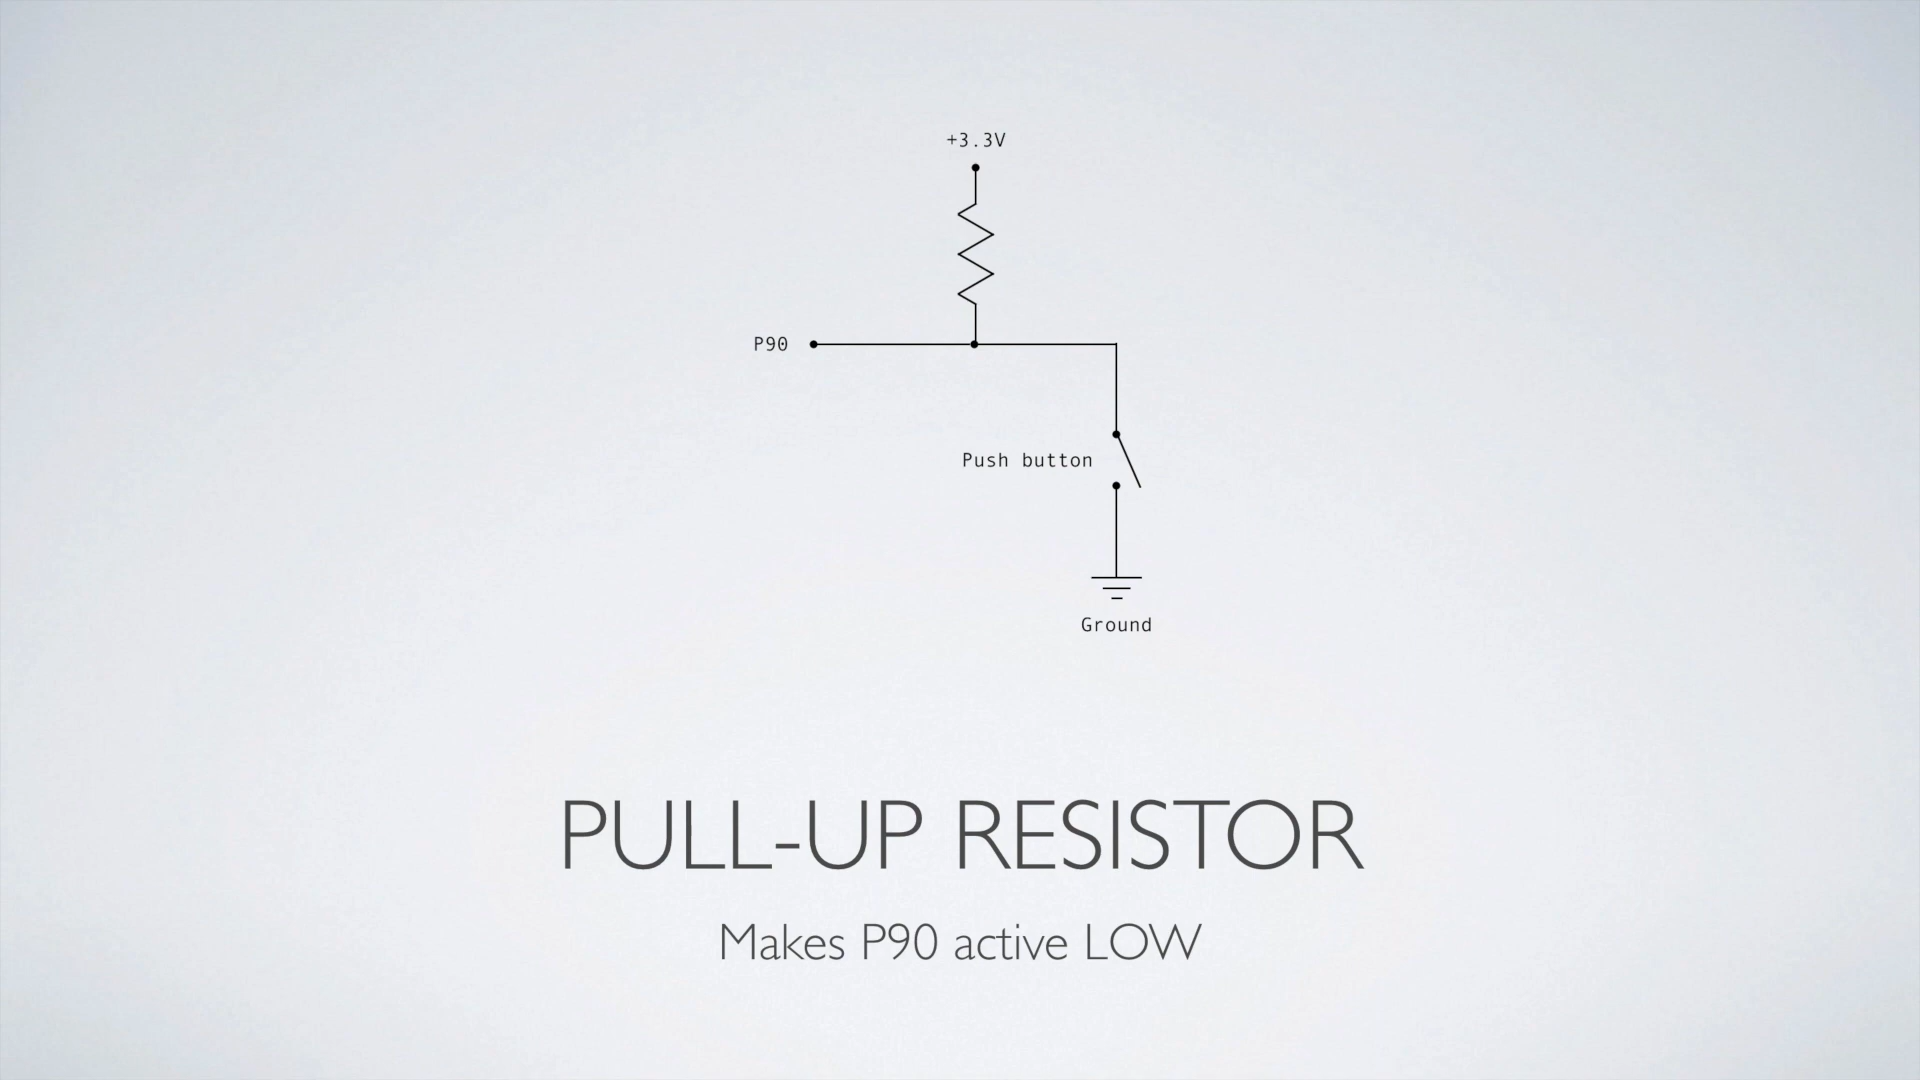 +3.3V
P90
Push button
Ground
PULL-UP RESISTOR
Makes P90 active LOW